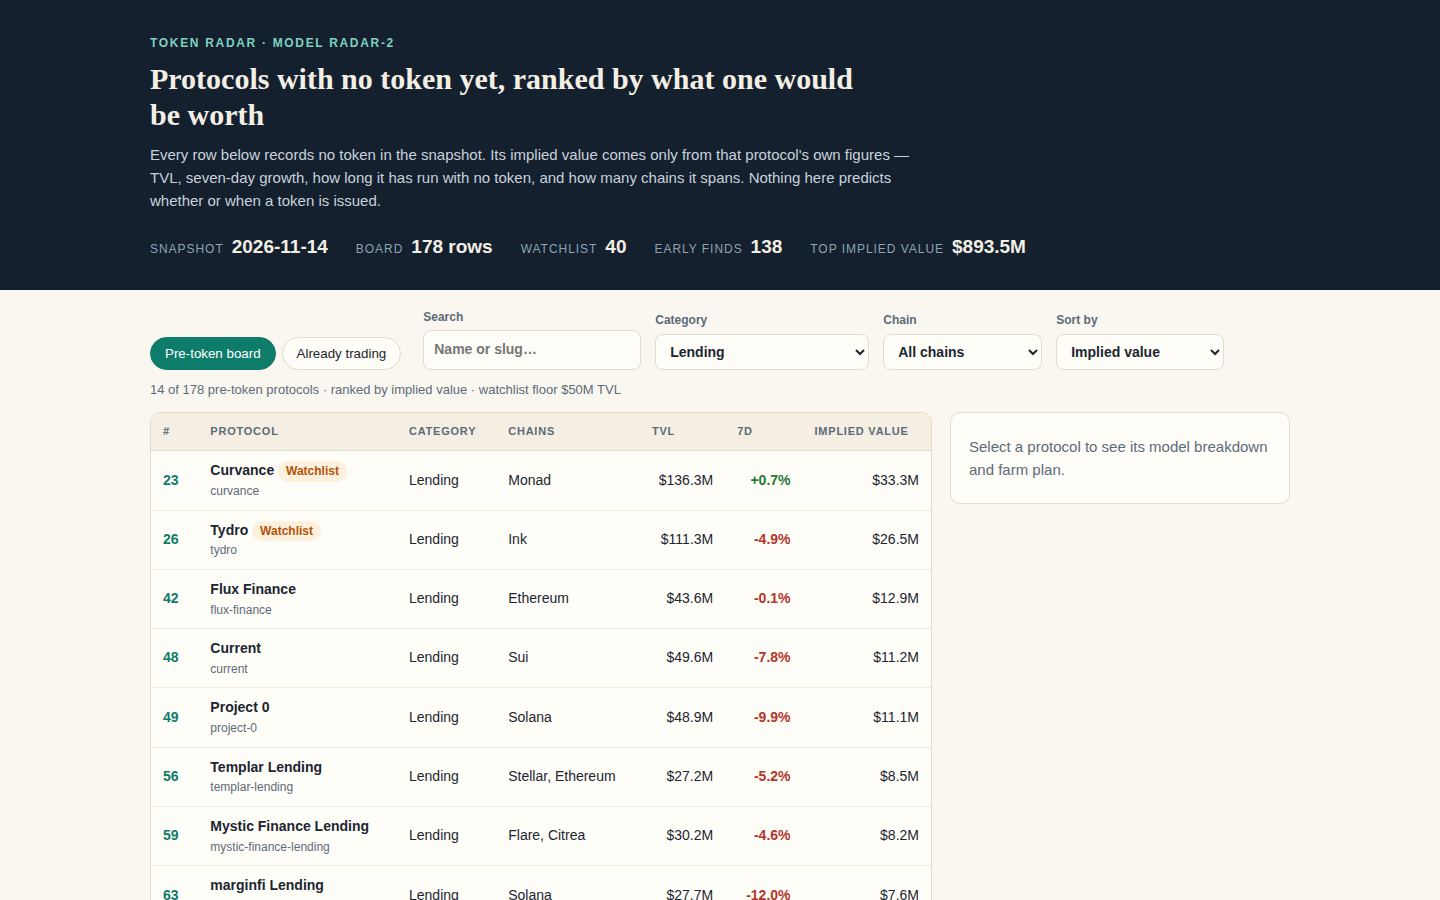 TOKEN RADAR · MODEL RADAR-2
Protocols with no token yet, ranked by what one would
be worth
Every row below records no token in the snapshot. Its implied value comes only from that protocol's own figures —
TVL, seven-day growth, how long it has run with no token, and how many chains it spans. Nothing here predicts
whether or when a token is issued.
SNAPSHOT 2026-11-14 BOARD 178 rows WATCHLIST 40 EARLY FINDS 138 TOP IMPLIED VALUE $893.5M
Search Category Chain Sort by
Pre-token board Already trading Name or slug… Lending All chains Implied value
14 of 178 pre-token protocols · ranked by implied value · watchlist floor $50M TVL
# PROTOCOL CATEGORY CHAINS TVL 7D IMPLIED VALUE
Select a protocol to see its model breakdown
and farm plan.
23 Curvance Watchlist Lending Monad $136.3M +0.7% $33.3M
curvance
26 Tydro Watchlist Lending Ink $111.3M -4.9% $26.5M
tydro
42 Flux Finance Lending Ethereum $43.6M -0.1% $12.9M
flux-finance
48 Current Lending Sui $49.6M -7.8% $11.2M
current
49 Project 0 Lending Solana $48.9M -9.9% $11.1M
project-0
56 Templar Lending Lending Stellar, Ethereum $27.2M -5.2% $8.5M
templar-lending
59 Mystic Finance Lending Lending Flare, Citrea $30.2M -4.6% $8.2M
mystic-finance-lending
63 marginfi Lending Lending Solana $27.7M -12.0% $7.6M